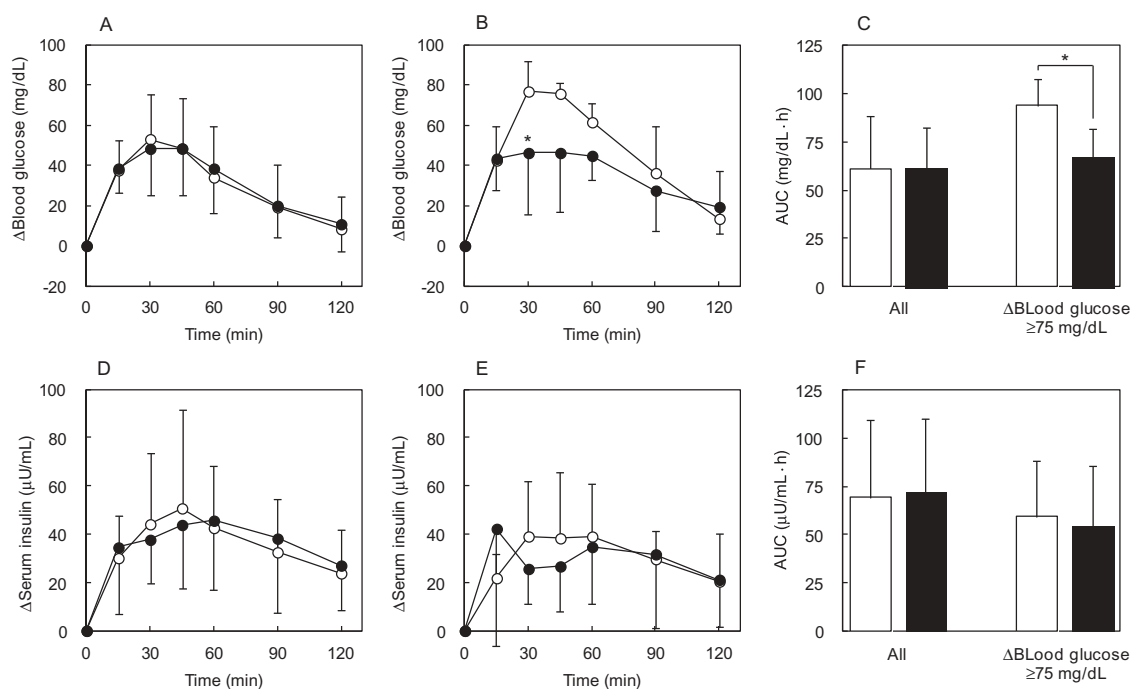 A
ΔBlood glucose (mg/dL)
100
80
60
40
20
0
-20
0 30 60 90 120
Time (min)
B
ΔBlood glucose (mg/dL)
100
80
60
40
20
0
-20
*
0 30 60 90 120
Time (min)
C
AUC (mg/dL· h)
125
100
75
50
25
0
*
All
ΔBLood glucose
≥75 mg/dL
D
ΔSerum insulin (μU/mL)
100
80
60
40
20
0
0 30 60 90 120
Time (min)
E
ΔSerum insulin (μU/mL)
100
80
60
40
20
0
0 30 60 90 120
Time (min)
F
AUC (μU/mL· h)
125
100
75
50
25
0
All
ΔBLood glucose
≥75 mg/dL